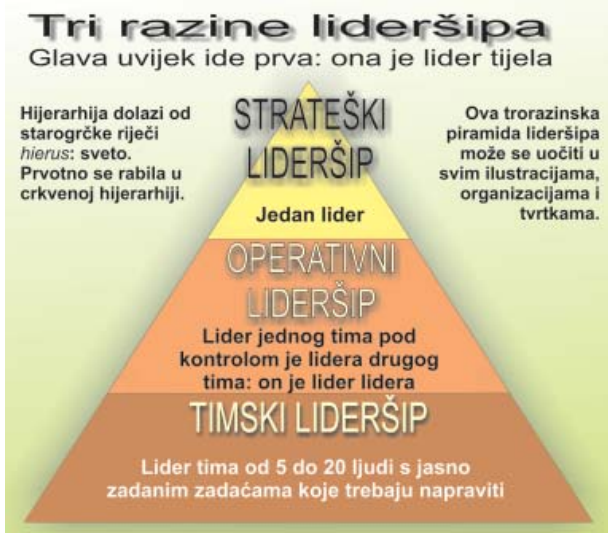 Tri razine lideršipa
Glava uvijek ide prva: ona je lider tijela
Hijerarhija dolazi od
starogrčke riječi
hierus: sveto.
Prvotno se rabila u
crkvenoj hijerarhiji.
STRATEŠKI
LIDERŠIP
Jedan lider
Ova trorazinska
piramida lideršipa
može se uočiti u
svim ilustracijama,
organizacijama i
tvrtkama.
OPERATIVNI
LIDERŠIP
Lider jednog tima pod
kontrolom je lidera drugog
tima: on je lider lidera
TIMSKI LIDERŠIP
Lider tima od 5 do 20 ljudi s jasno
zadanim zadaćama koje trebaju napraviti